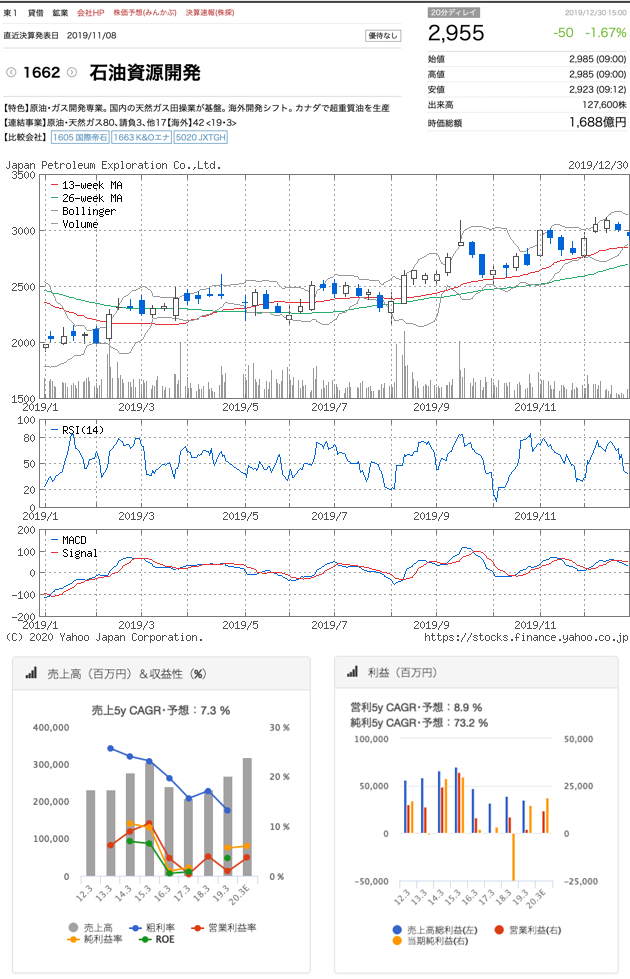 東1 貸借 鉱業 会社HP 株価予想(みんかぶ) 決算速報(株探)
直近決算発表日 2019/11/08
優待なし
20分ディレイ
2019/12/30 15:00
2,955
-50 -1.67%
1662 石油資源開発
始値 2,985 (09:00)
高値 2,985 (09:00)
安値 2,923 (09:12)
出来高 127,600株
時価総額 1,688億円
【特色】原油・ガス開発専業。国内の天然ガス田操業が基盤。海外開発シフト。カナダで超重質油を生産
【連結事業】原油・天然ガス80、請負3、他17【海外】42 <19・3>
【比較会社】 1605 国際帝石 1663 K&Oエナ 5020 JXTGH
Japan Petroleum Exploration Co.,Ltd.
2019/12/30
3500
3000
2500
2000
1500
13-week MA
26-week MA
Bollinger
Volume
2019/1 2019/3 2019/5 2019/7 2019/9 2019/11
100
80
50
20
0
RSI(14)
2019/1 2019/3 2019/5 2019/7 2019/9 2019/11
200
100
0
-100
-200
MACD
Signal
2019/1 2019/3 2019/5 2019/7 2019/9 2019/11
(C) 2020 Yahoo Japan Corporation.
https://stocks.finance.yahoo.co.jp
売上高（百万円）＆収益性（%）
売上5y CAGR・予想：7.3 %
400,000
300,000
200,000
100,000
0
30 %
20 %
10 %
0 %
12.3 13.3 14.3 15.3 16.3 17.3 18.3 19.3 20.3E
売上高 粗利率 営業利益率
純利益率 ROE
利益（百万円）
営利5y CAGR・予想：8.9 %
純利5y CAGR・予想：73.2 %
100,000
50,000
0
−50,000
50,000
25,000
0
−25,000
12.3 13.3 14.3 15.3 16.3 17.3 18.3 19.3 20.3E
売上高総利益(左) 営業利益(右)
当期純利益(右)